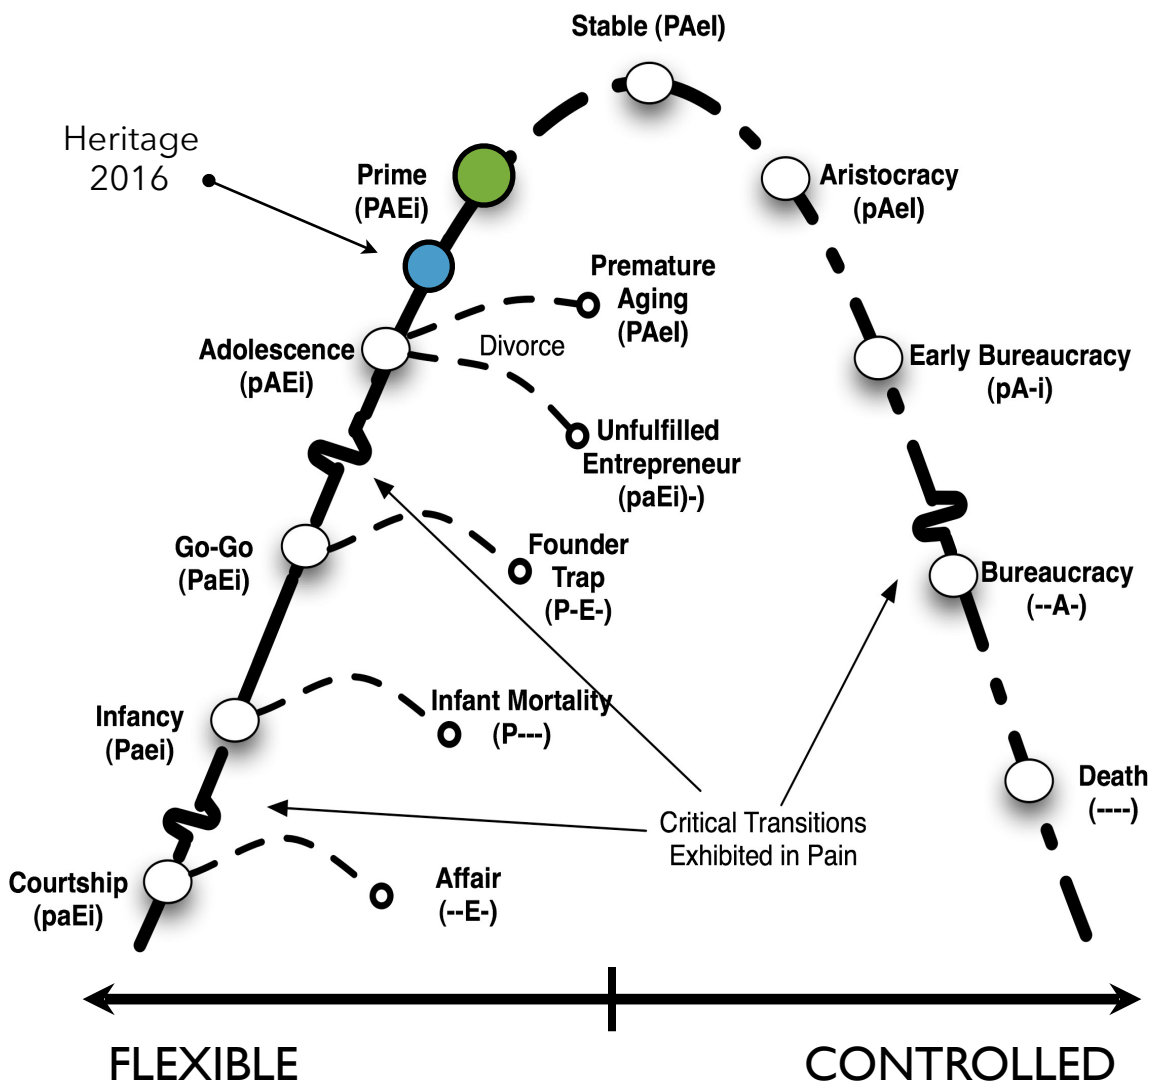 Stable (PAeI)
Heritage
2016
Prime
(PAEi)
Aristocracy
(pAeI)
Premature
Aging
(PAeI)
Divorce
Adolescence
(pAEi)
Early Bureaucracy
(pA-i)
Unfulfilled
Entrepreneur
(paEi)-)
Go-Go
(PaEi)
Founder
Trap
(P-E-)
Bureaucracy
(--A-)
Infancy
(Paei)
Infant Mortality
(P---)
Death
(----)
Critical Transitions
Exhibited in Pain
Courtship
(paEi)
Affair
(--E-)
FLEXIBLE
CONTROLLED